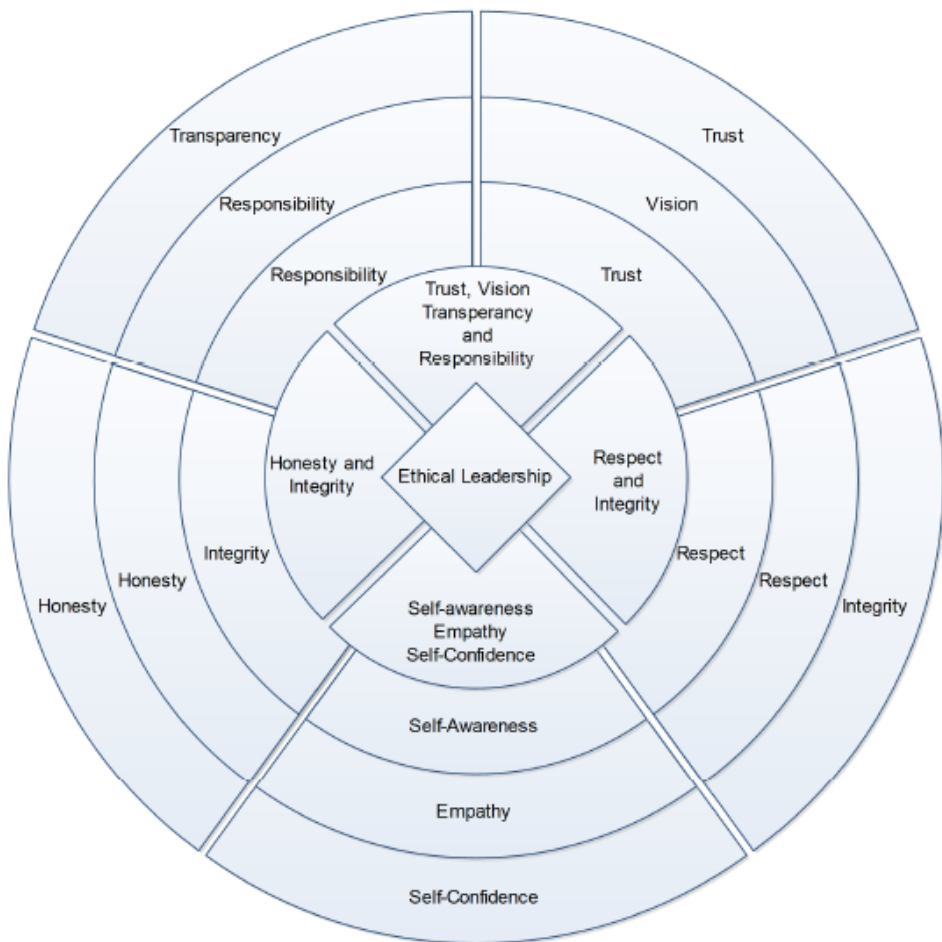 Transparency
Trust
Responsibility
Vision
Responsibility
Trust
Trust, Vision
Transperancy
and
Responsibility
Honesty and
Integrity
Ethical Leadership
Respect
and
Integrity
Honesty
Honesty
Integrity
Respect
Respect
Integrity
Self-awareness
Empathy
Self-Confidence
Self-Awareness
Empathy
Self-Confidence